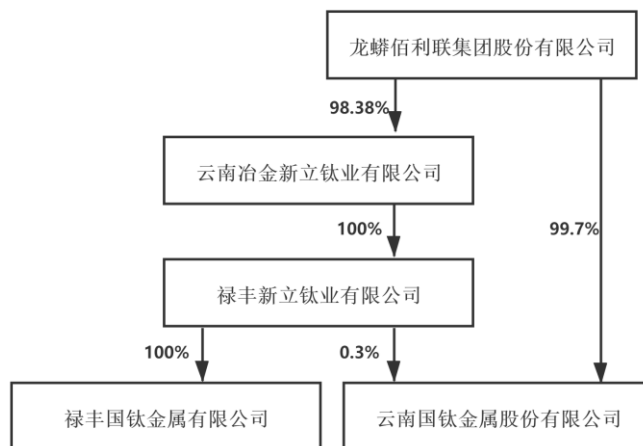 龙蟒佰利联集团股份有限公司
98.38%
云南冶金新立钛业有限公司
100%
99.7%
禄丰新立钛业有限公司
100%
0.3%
禄丰国钛金属有限公司
云南国钛金属股份有限公司